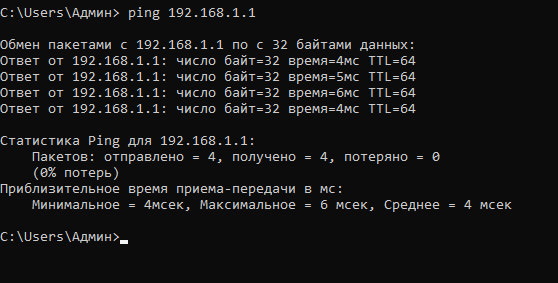 C:\Users\Админ> ping 192.168.1.1
Обмен пакетами с 192.168.1.1 по с 32 байтами данных:
Ответ от 192.168.1.1: число байт=32 время=4мс TTL=64
Ответ от 192.168.1.1: число байт=32 время=5мс TTL=64
Ответ от 192.168.1.1: число байт=32 время=6мс TTL=64
Ответ от 192.168.1.1: число байт=32 время=4мс TTL=64
Статистика Ping для 192.168.1.1:
Пакетов: отправлено = 4, получено = 4, потеряно = 0
(0% потерь)
Приблизительное время приема-передачи в мс:
Минимальное = 4мсек, Максимальное = 6 мсек, Среднее = 4 мсек
C:\Users\Админ>